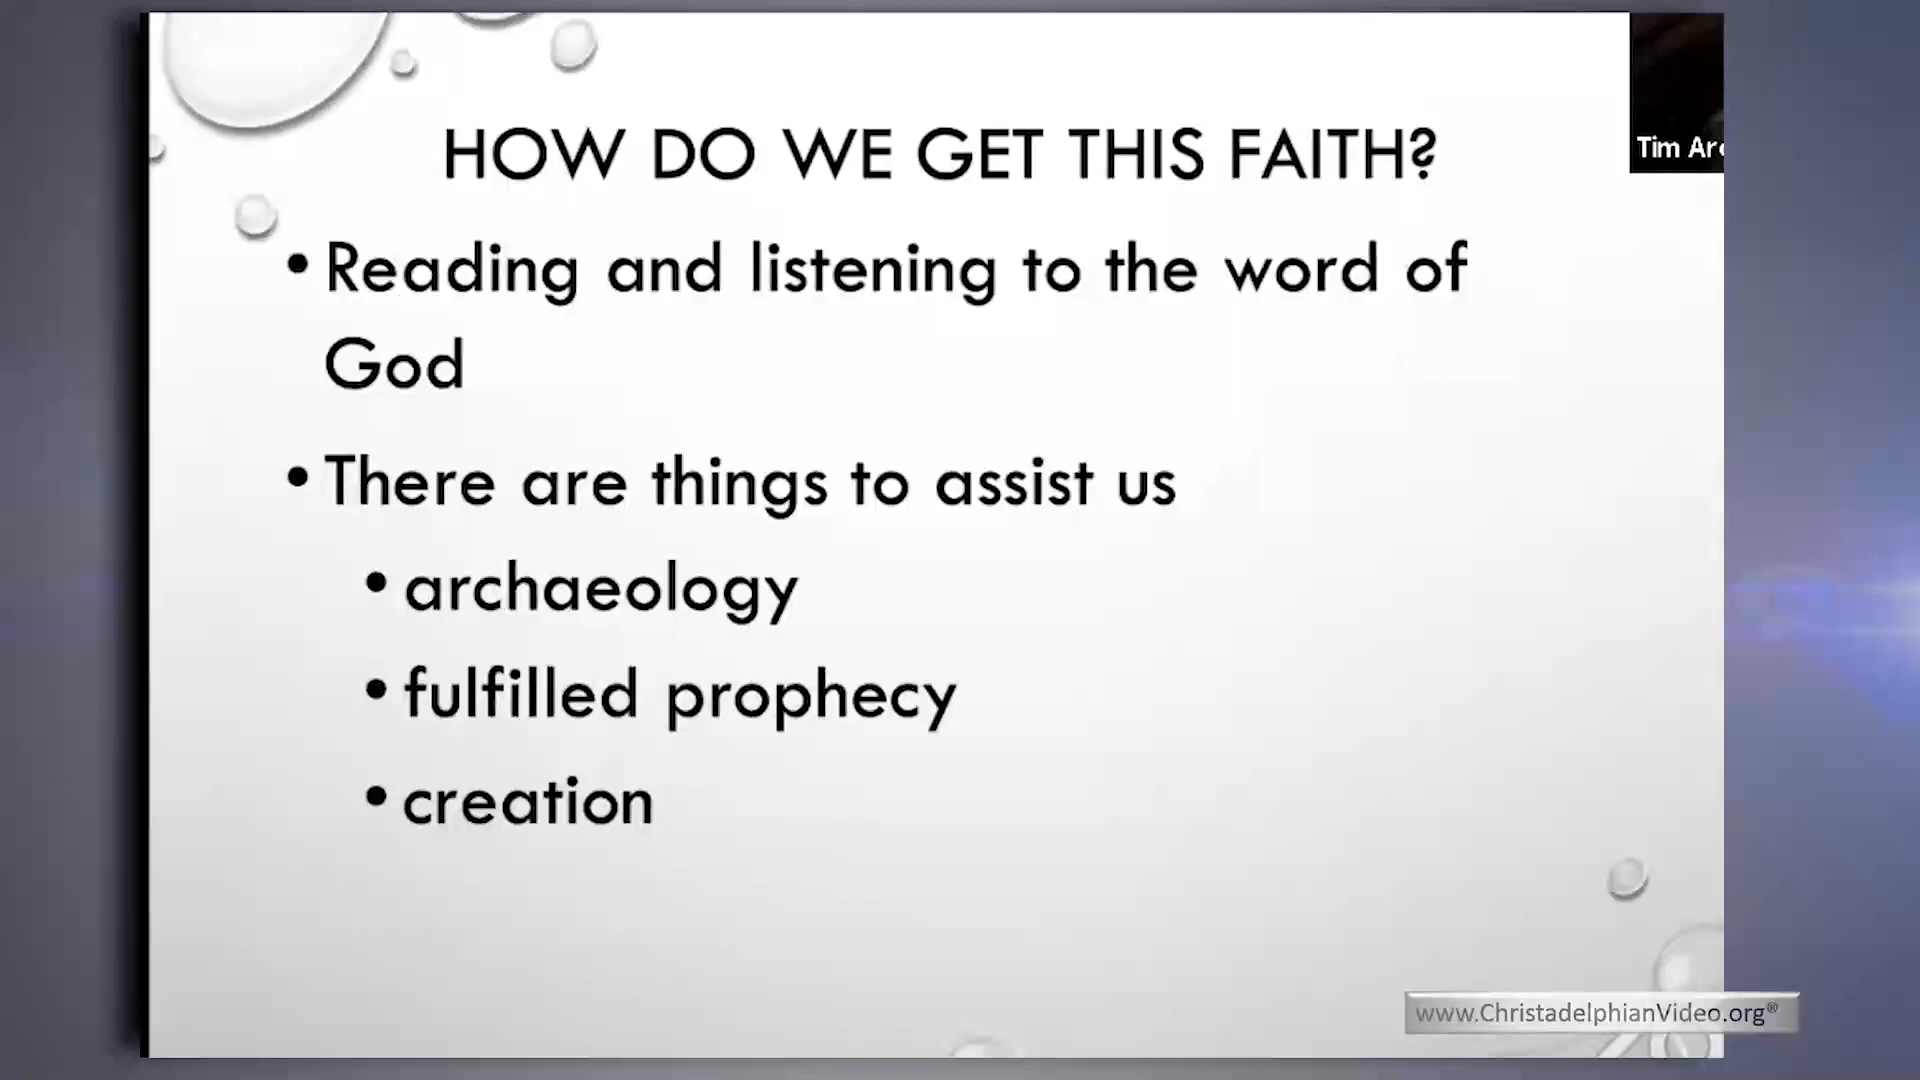 HOW DO WE GET THIS FAITH?
Tim
• Reading and listening to the word of
God
• There are things to assist us
• archaeology
• fulfilled prophecy
• creation
www.ChristadelphianVideo.org®